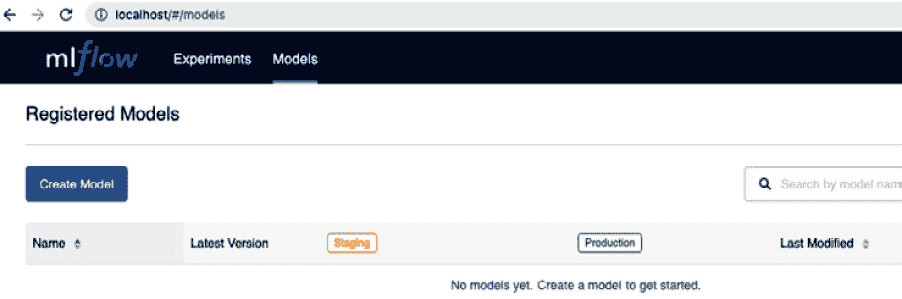 localhost/#/models
mlflow Experiments Models
Registered Models
Create Model Search by model nam
Name Latest Version Staging Production Last Modified
No models yet. Create a model to get started.